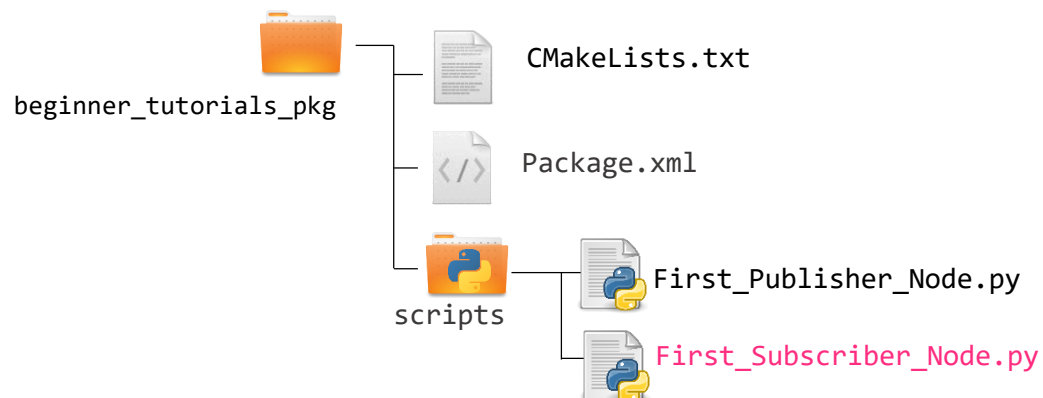 CMakeLists.txt
beginner_tutorials_pkg
Package.xml
scripts
First_Publisher_Node.py
First_Subscriber_Node.py